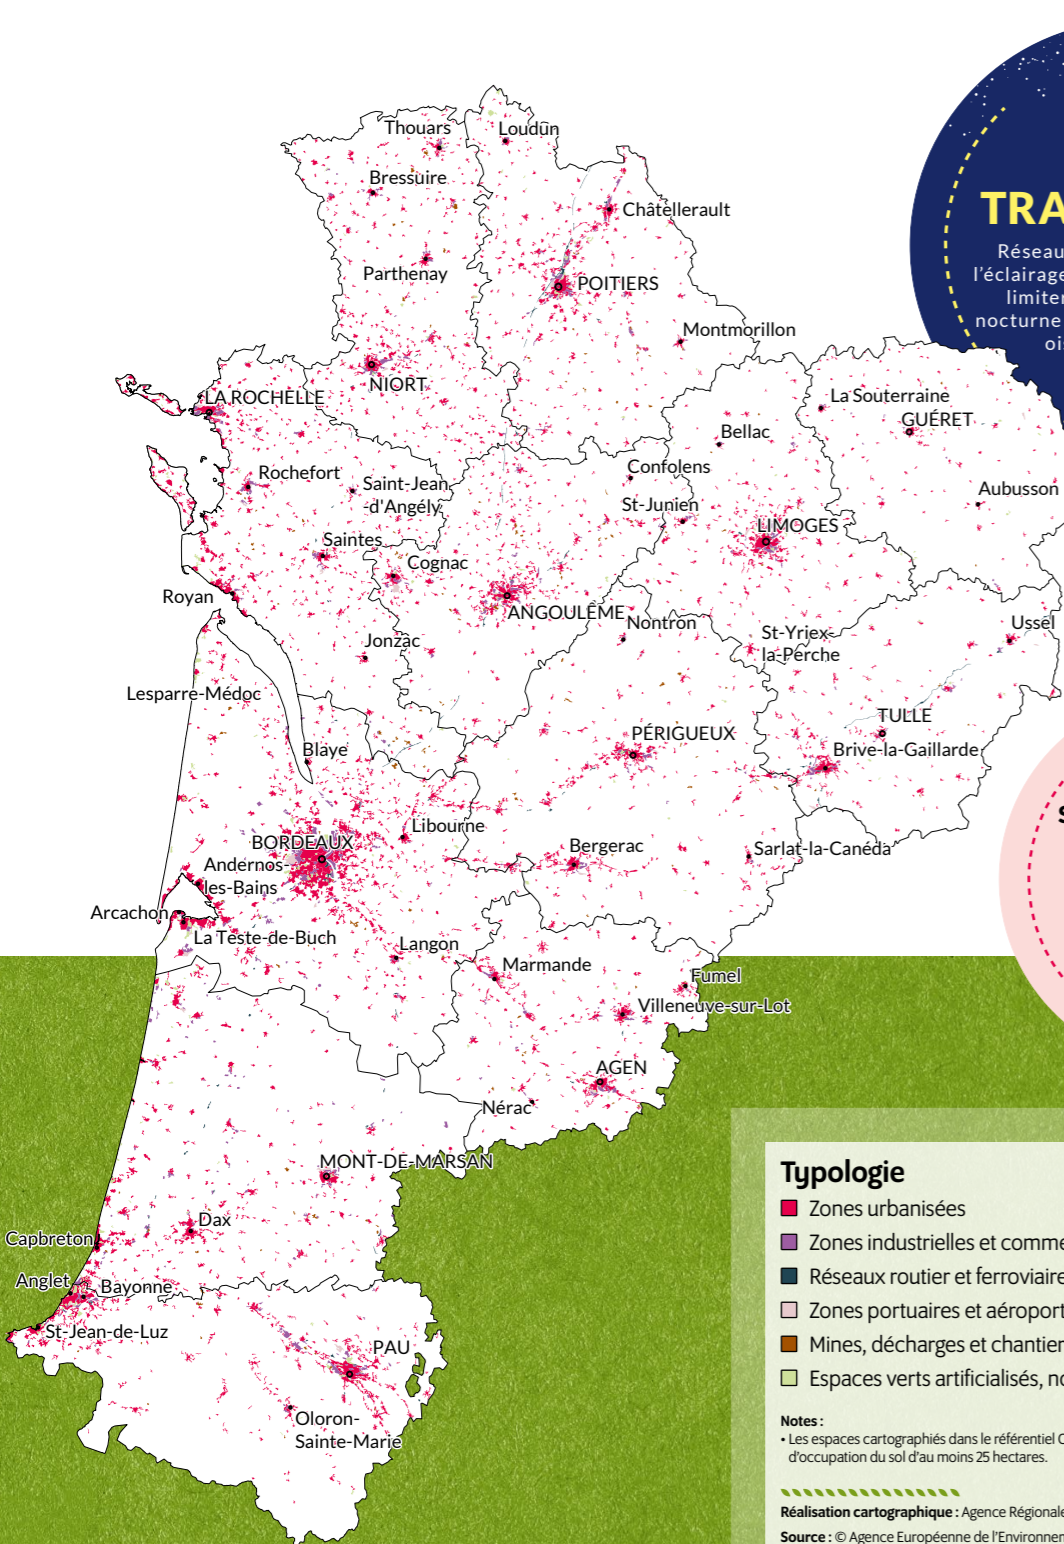 Thouars
Loudun
Bressuire
Châtellerault
Parthenay
POITIERS
Montmorillon
NIORT
LA ROCHELLE
La Souterraine
GUÉRET
Bellac
Rochefort
Saint-Jean
-d'Angély
Confolens
St-Junien
Aubusson
LIMOGES
Saintes
Cognac
Royan
ANGOULÊME
Nontron
Ussel
St-Yriex-
la-Perche
Jonzac
Lesparre-Médoc
TULLE
PÉRIGUEUX
Brive-la-Gaillarde
Blaye
Libourne
BORDEAUX
Bergerac
Sarlat-la-Canéda
Andernos-
les-Bains
Arcachon
La Teste-de-Buch
Langon
Marmande
Fumel
Villeneuve-sur-Lot
AGEN
Nérac
MONT-DE-MARSAN
Dax
Capbreton
Anglet
Bayonne
St-Jean-de-Luz
PAU
Oloron-
Sainte-Marie
TRA
Réseau
l'éclairage
limiter
nocturne
oi
S
Typologie
Zones urbanisées
Zones industrielles et comme
Réseaux routier et ferroviaire
Zones portuaires et aéroport
Mines, décharges et chantier
Espaces verts artificialisés, no
Notes :
• Les espaces cartographiés dans le référentiel C
d'occupation du sol d'au moins 25 hectares.
Réalisation cartographique : Agence Régionale
Source : © Agence Européenne de l'Environnem